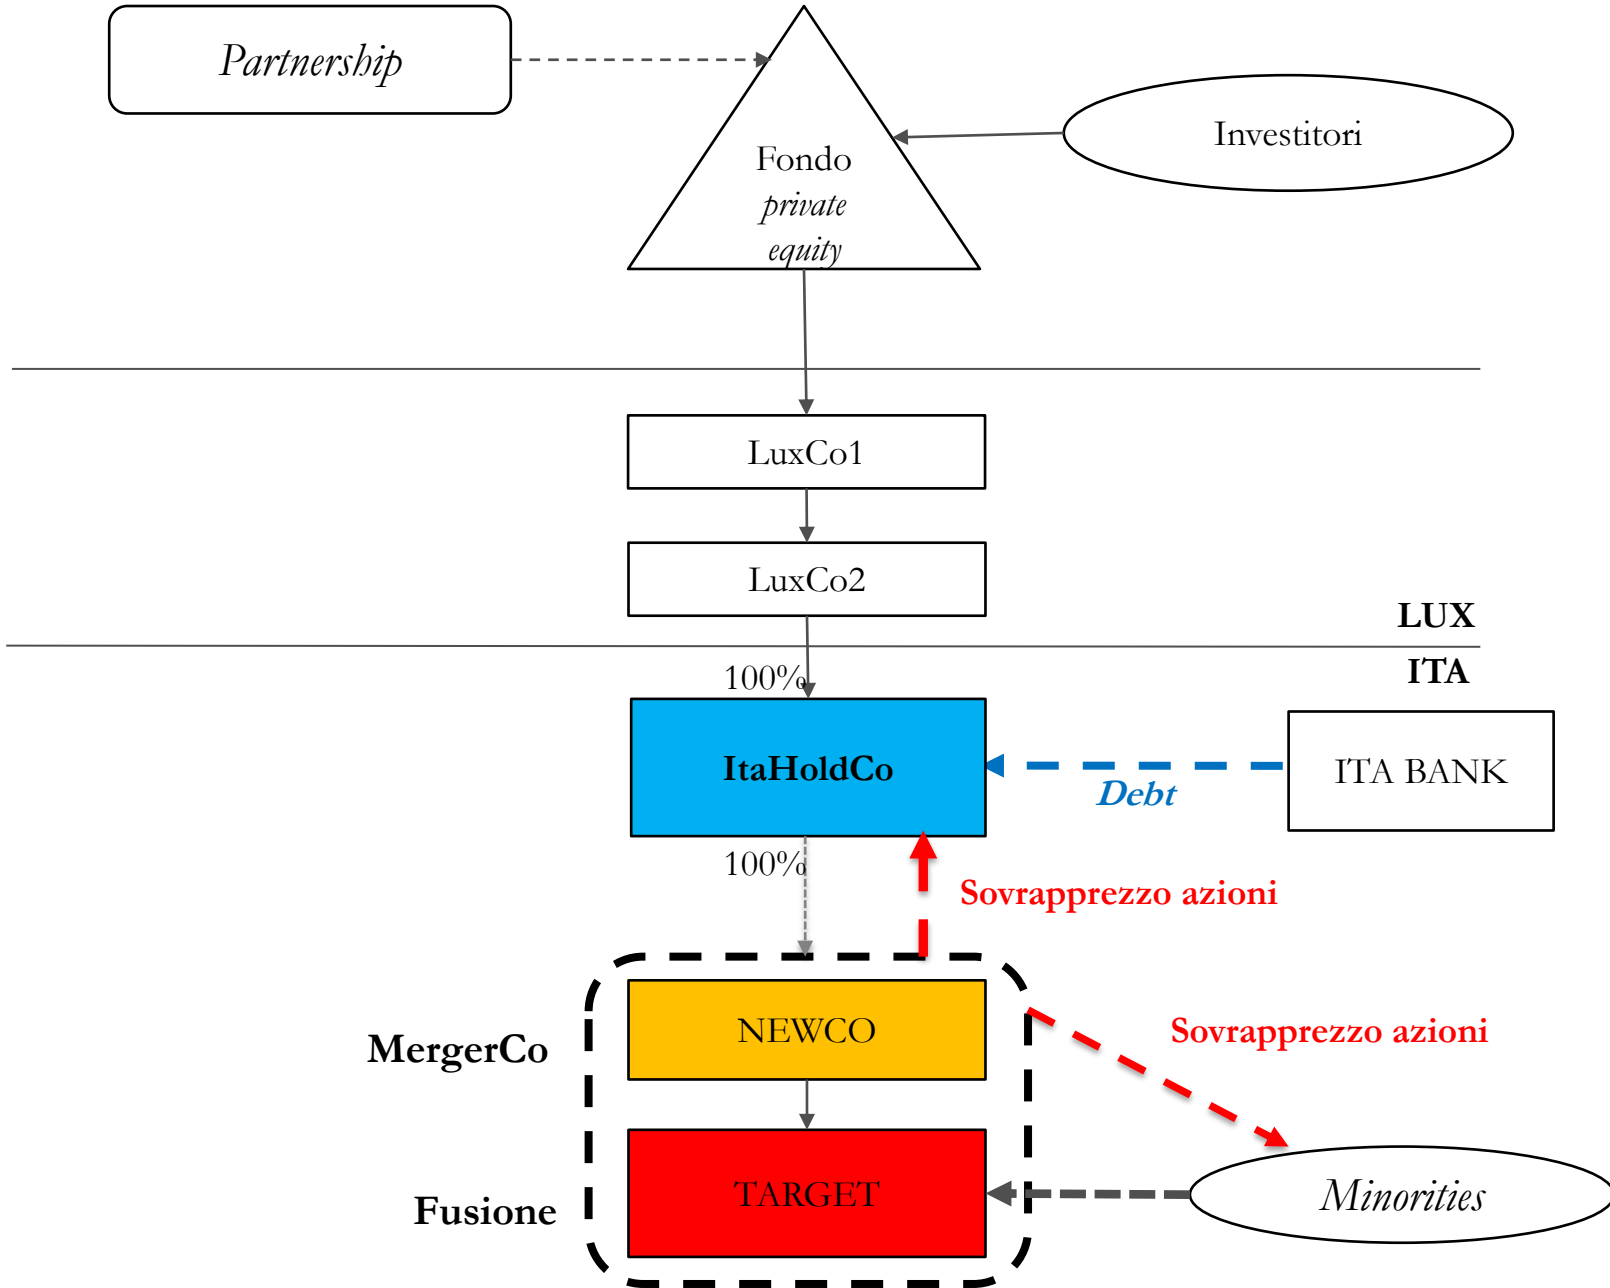 Partnership
Investitori
Fondo
private
equity
LuxCo1
LuxCo2
LUX
ITA
100%
ItaHoldCo
Debt
ITA BANK
100%
Sovrapprezzo azioni
MergerCo
NEWCO
Sovrapprezzo azioni
Fusione
TARGET
Minorities